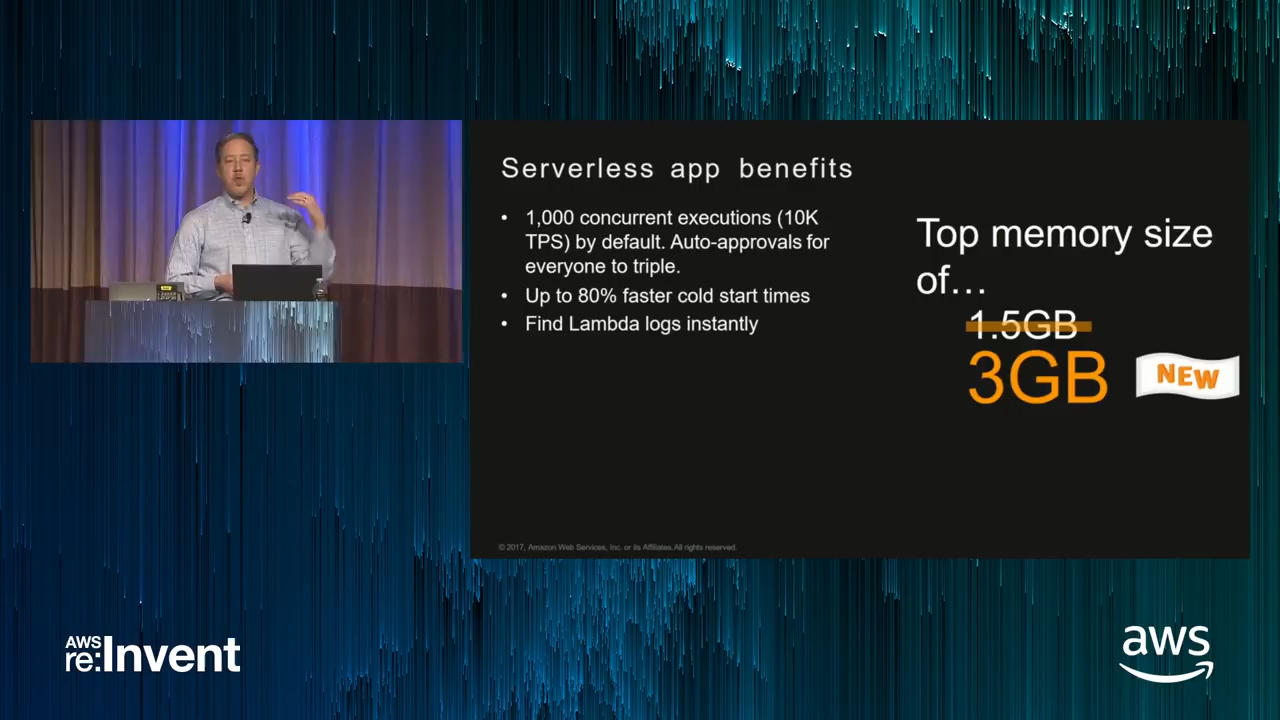 Serverless app benefits
• 1,000 concurrent executions (10K
TPS) by default. Auto-approvals for
everyone to triple.
• Up to 80% faster cold start times
• Find Lambda logs instantly
Top memory size
of…
1.5GB
3GB
NEW
© 2017, Amazon Web Services, Inc. or its Affiliates. All rights reserved.
AWS
re:Invent
aws